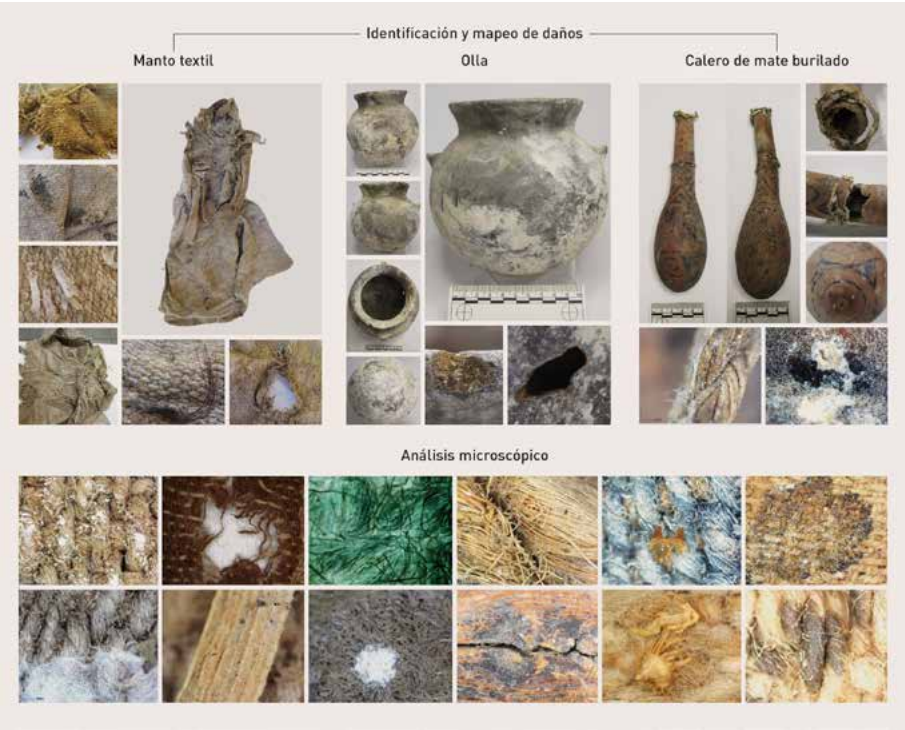 Identificación y mapeo de daños
Manto textil
Olla
Calero de mate burilado
Análisis microscópico